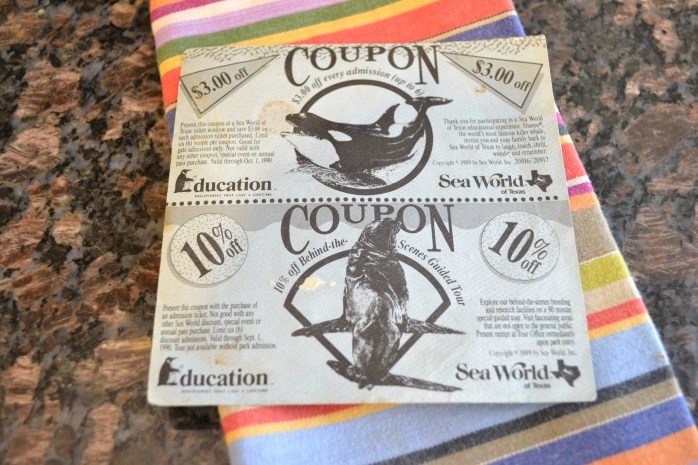 COUPON
$3.00 off every admission (up to 6)
$3.00 off
$3.00 off
Present this coupon at a Sea World of
Texas ticket window and save $3.00 on
each admission ticket purchased. Limit
six (6) people per coupon. Good for
paid admission only. Not valid with
any other coupon, special event or annual
pass purchase. Valid through Oct. 1, 1990.
Thank you for participating in a Sea World
of Texas educational experience. Shamu,®
the world's most famous killer whale,
invites you and your family back to
Sea World of Texas to laugh, touch, thrill,
wonder and remember.
Copyright © 1989 by Sea World. Inc. 20916/20917
Education
DISCOVERIES THAT LAST A LIFETIME
Sea World
of Texas
COUPON
10% off Behind-the-Scenes Guided Tour
10% off
10% off
Present this coupon with the purchase of
an admission ticket. Not good with any
other Sea World discount, special event or
annual pass purchase. Limit six (6)
discount admissions. Valid through Sept. 1,
1990. Tour not available without park admission.
Explore our behind-the-scenes breeding
and research facilities on a 90 minute
special guided tour. Visit fascinating areas
that are not open to the general public.
Present receipt at Tour Office immediately
upon park entry.
Copyright © 1989 by Sea World, Inc.
Education
DISCOVERIES THAT LAST A LIFETIME
Sea World
of Texas